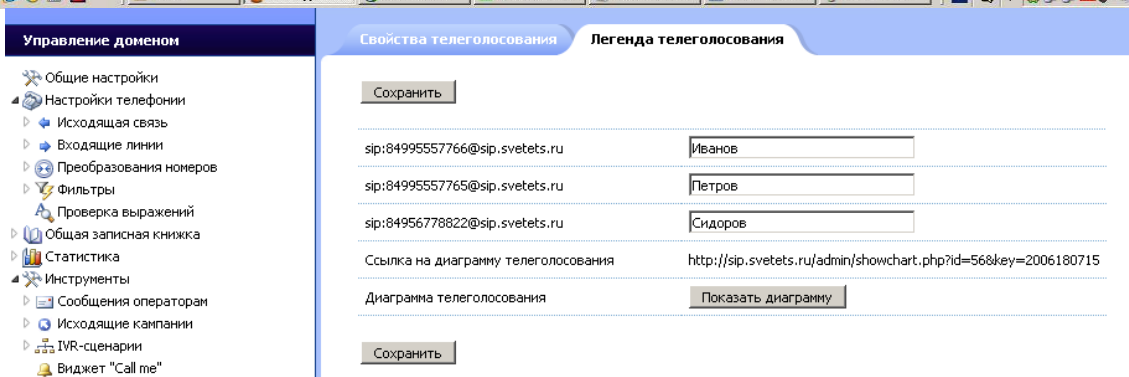 Управление доменом
Общие настройки
Настройки телефонии
Исходящая связь
Входящие линии
Преобразования номеров
Фильтры
Проверка выражений
Общая записная книжка
Статистика
Инструменты
Сообщения операторам
Исходящие кампании
IVR-сценарии
Виджет "Call me"
Свойства телеголосования
Легенда телеголосования
Сохранить
sip:84995557766@sip.svetets.ru Иванов
sip:84995557765@sip.svetets.ru Петров
sip:84956778822@sip.svetets.ru Сидоров
Ссылка на диаграмму телеголосования http://sip.svetets.ru/admin/showchart.php?id=56&key=2006180715
Диаграмма телеголосования Показать диаграмму
Сохранить